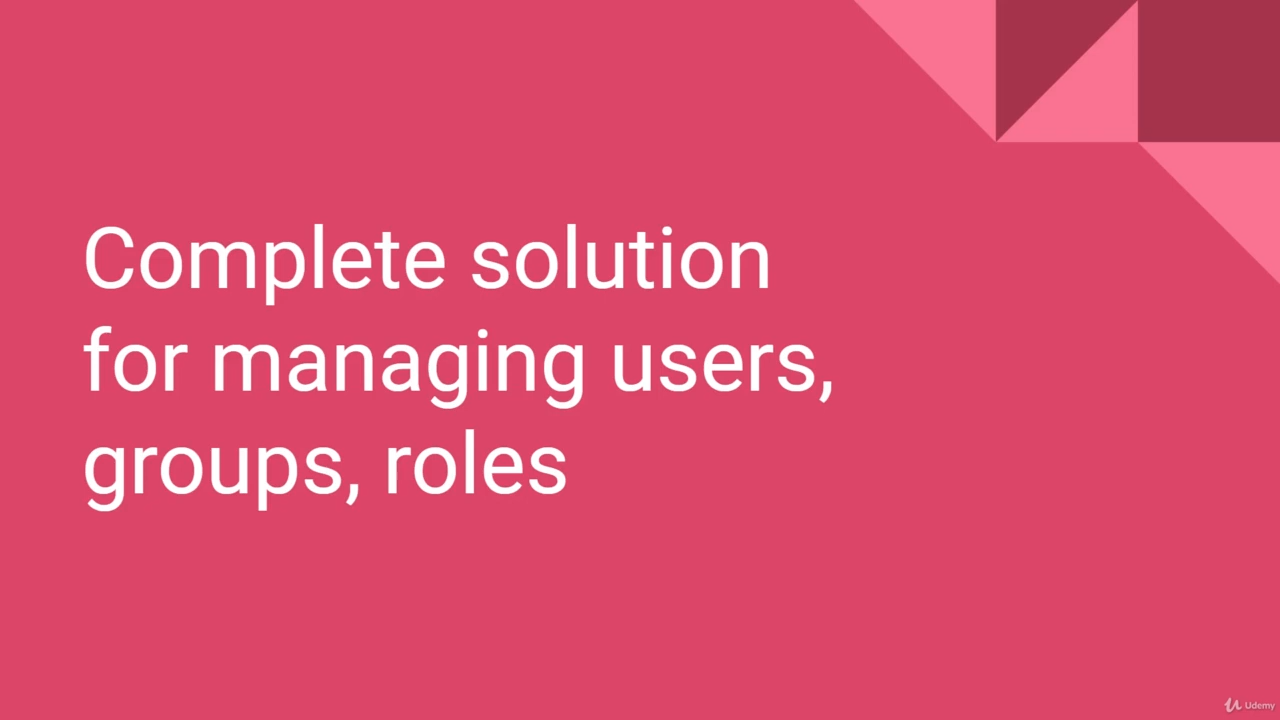 Complete solution
for managing users,
groups, roles
Udemy